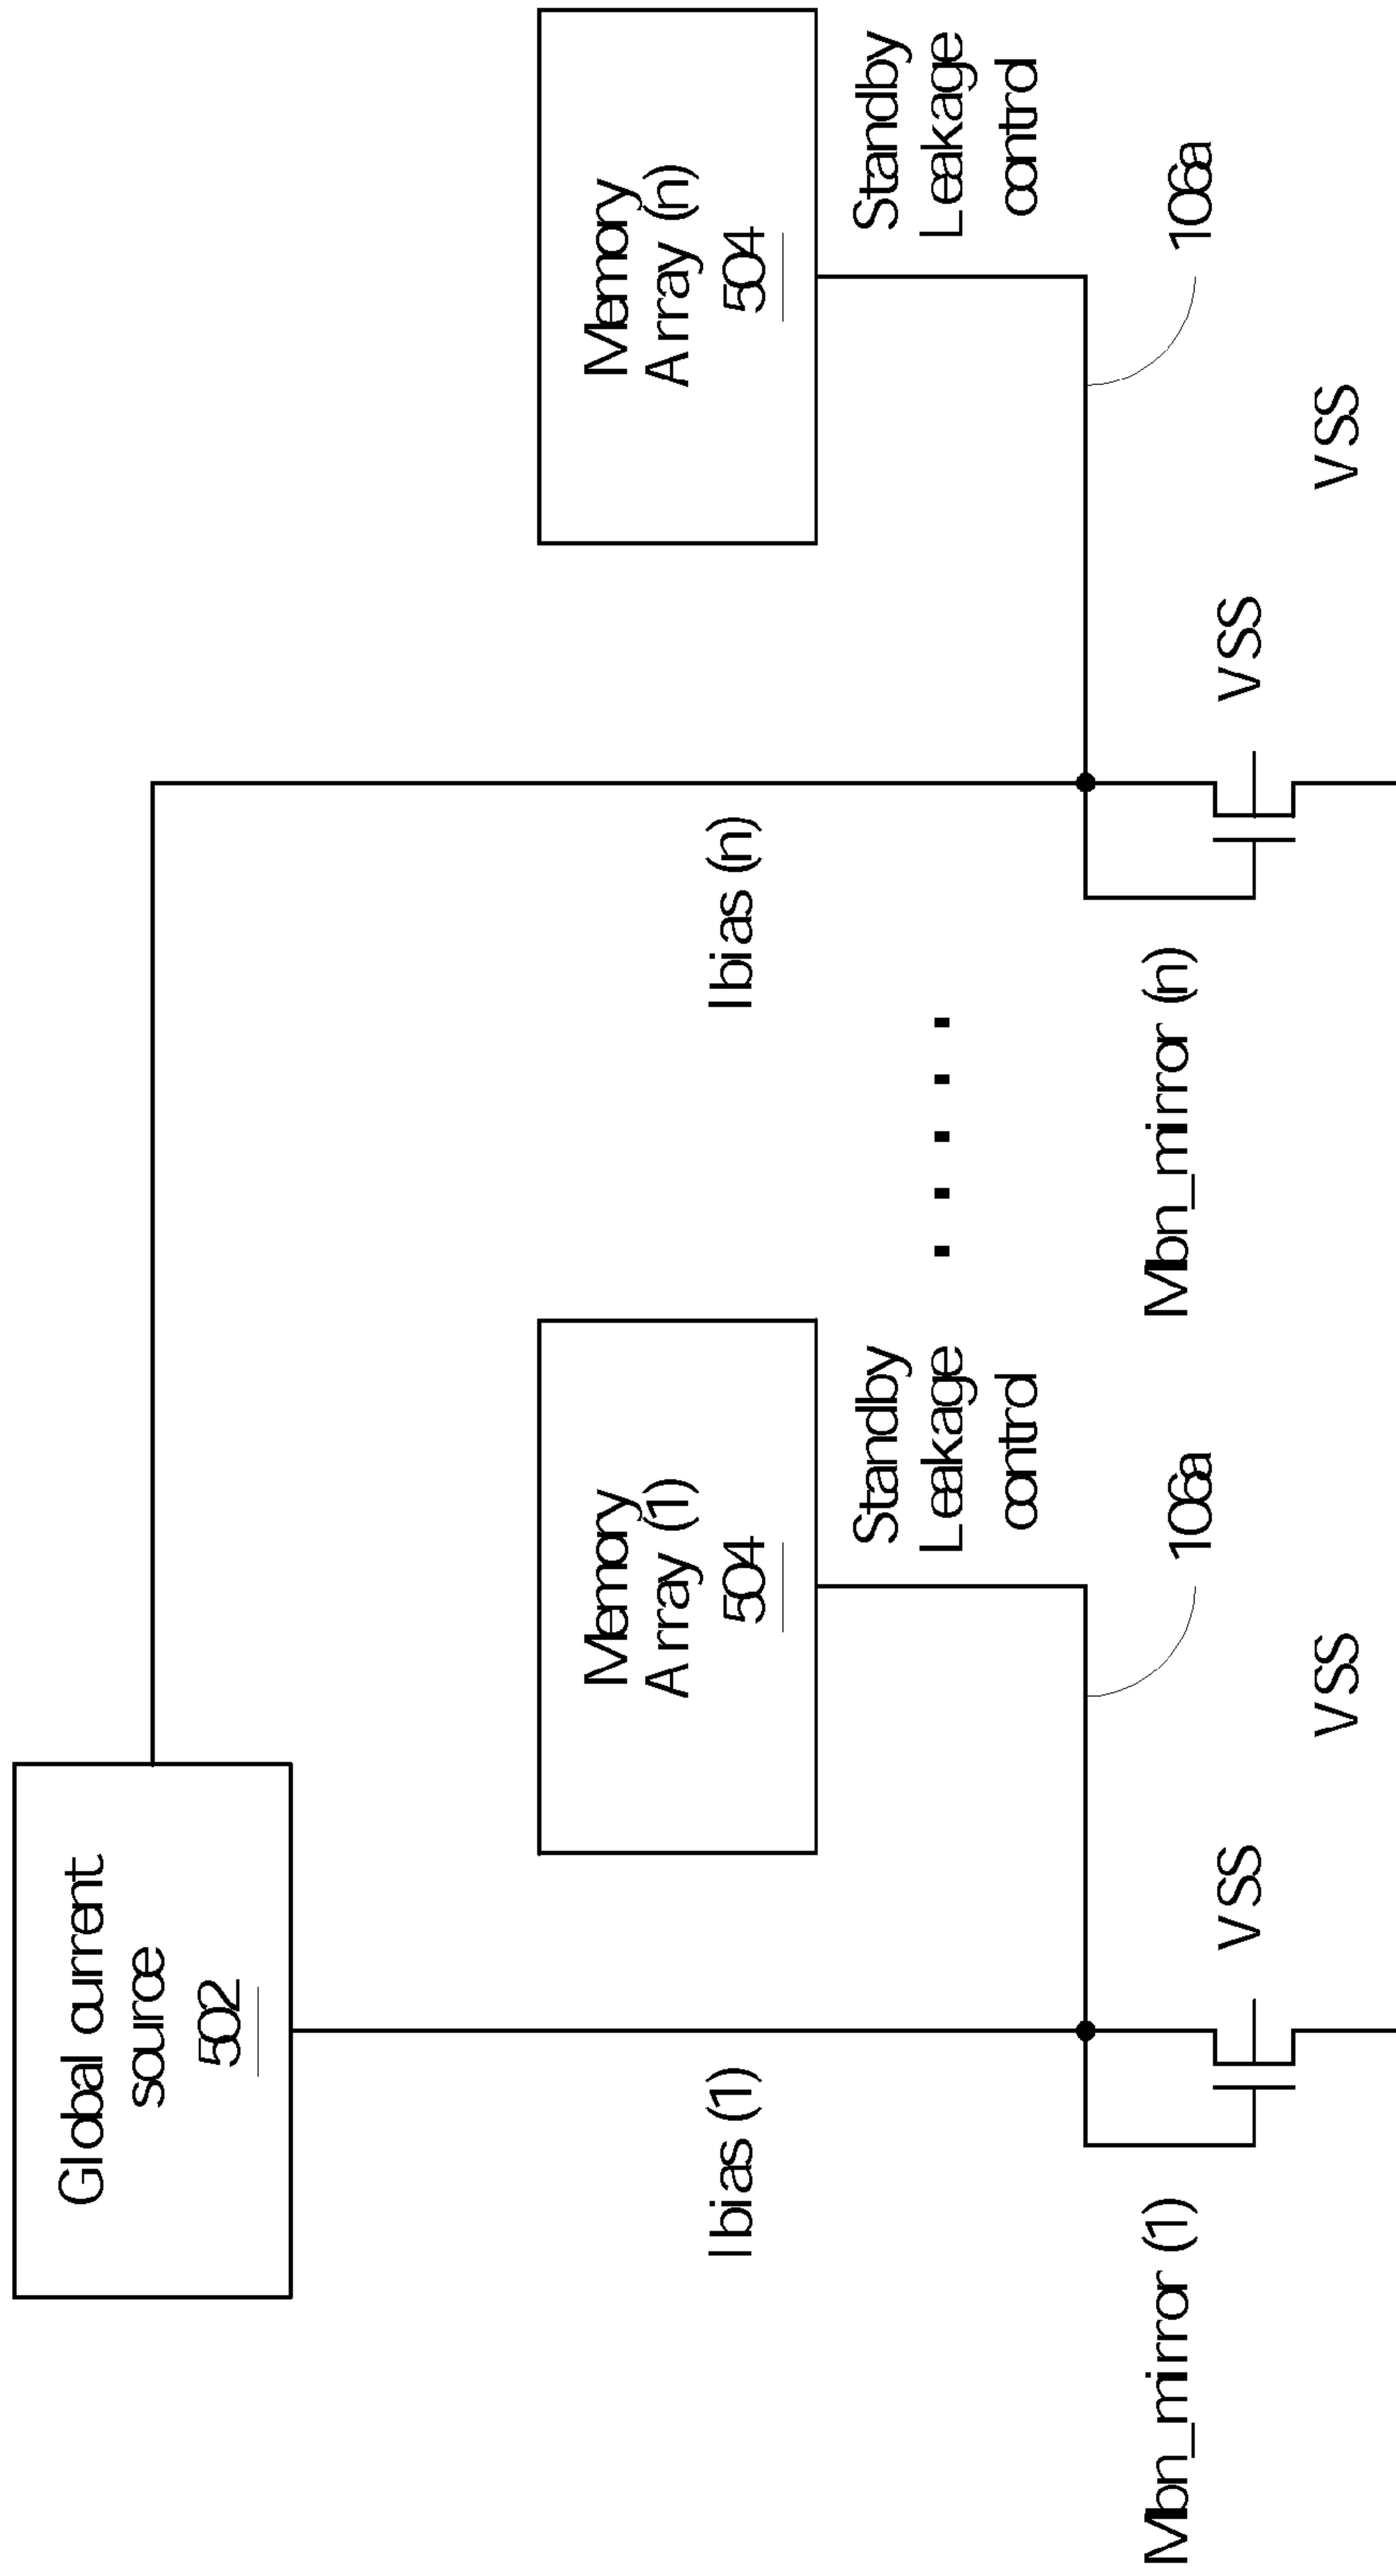 Global current
source
502
Memory
Array (1)
504
Memory
Array (n)
504
Ibias (1)
Ibias (n)
Standby
Leakage
control
Standby
Leakage
control
. . . . .
Mbn_mirror (1)
106a
Mbn_mirror (n)
106a
VSS
VSS
VSS
VSS